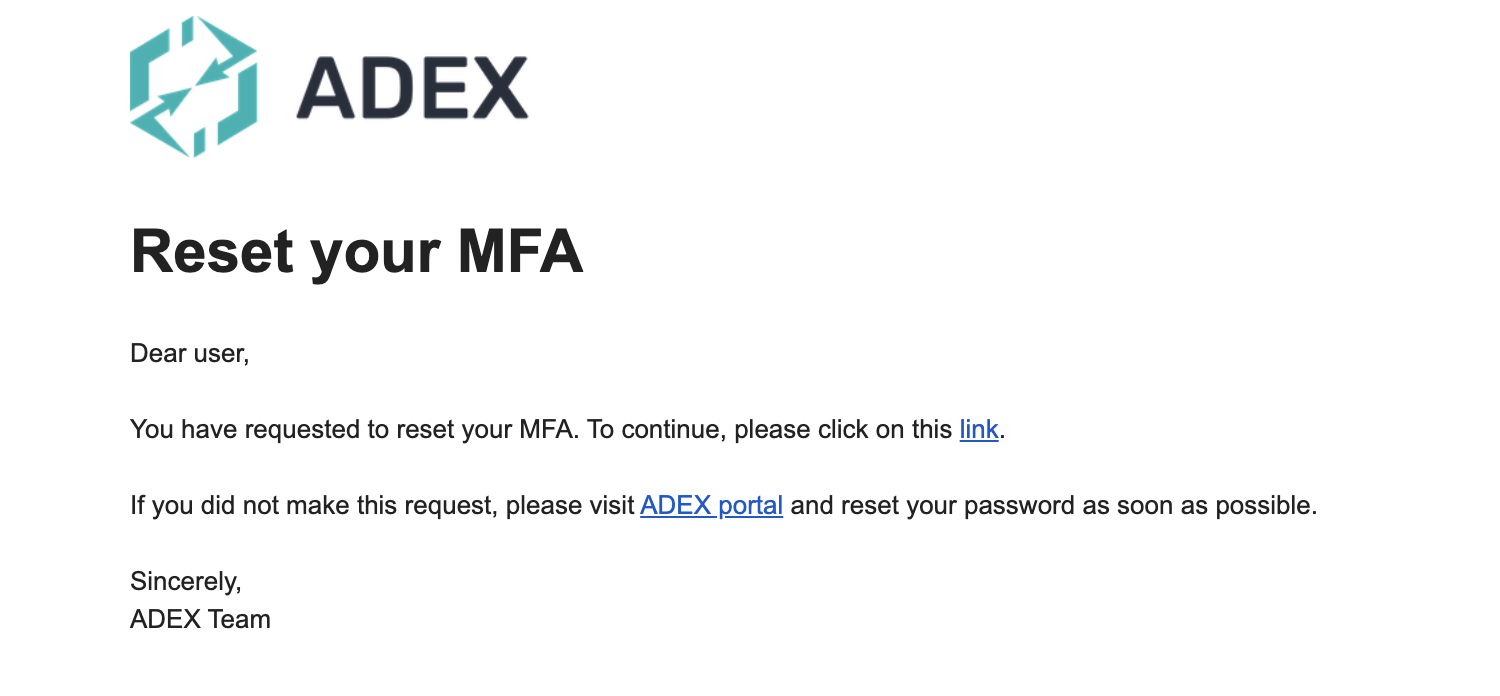 ADEX
Reset your MFA
Dear user,
You have requested to reset your MFA. To continue, please click on this link.
If you did not make this request, please visit ADEX portal and reset your password as soon as possible.
Sincerely,
ADEX Team